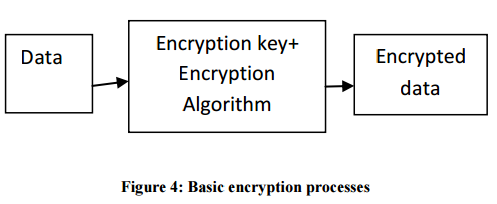 Data
Encryption key+
Encryption
Algorithm
Encrypted
data
Figure 4: Basic encryption processes